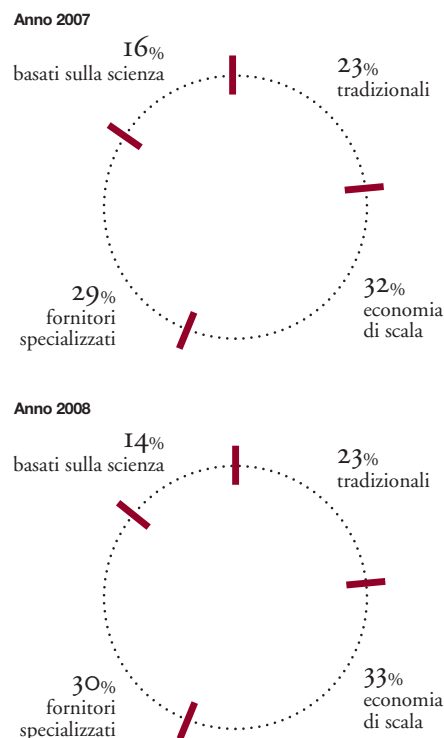 Anno 2007
16%
basati sulla scienza
23%
tradizionali
29%
fornitori
specializzati
32%
economia
di scala
Anno 2008
14%
basati sulla scienza
23%
tradizionali
30%
fornitori
specializzati
33%
economia
di scala